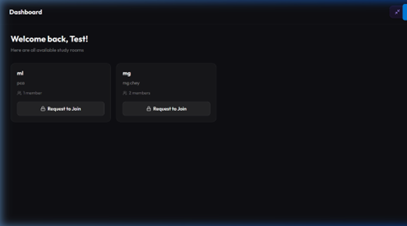 Dashboard
Welcome back, Test!
Here are all available study rooms
ml
1 member
Request to Join
mg
2 members
Request to Join